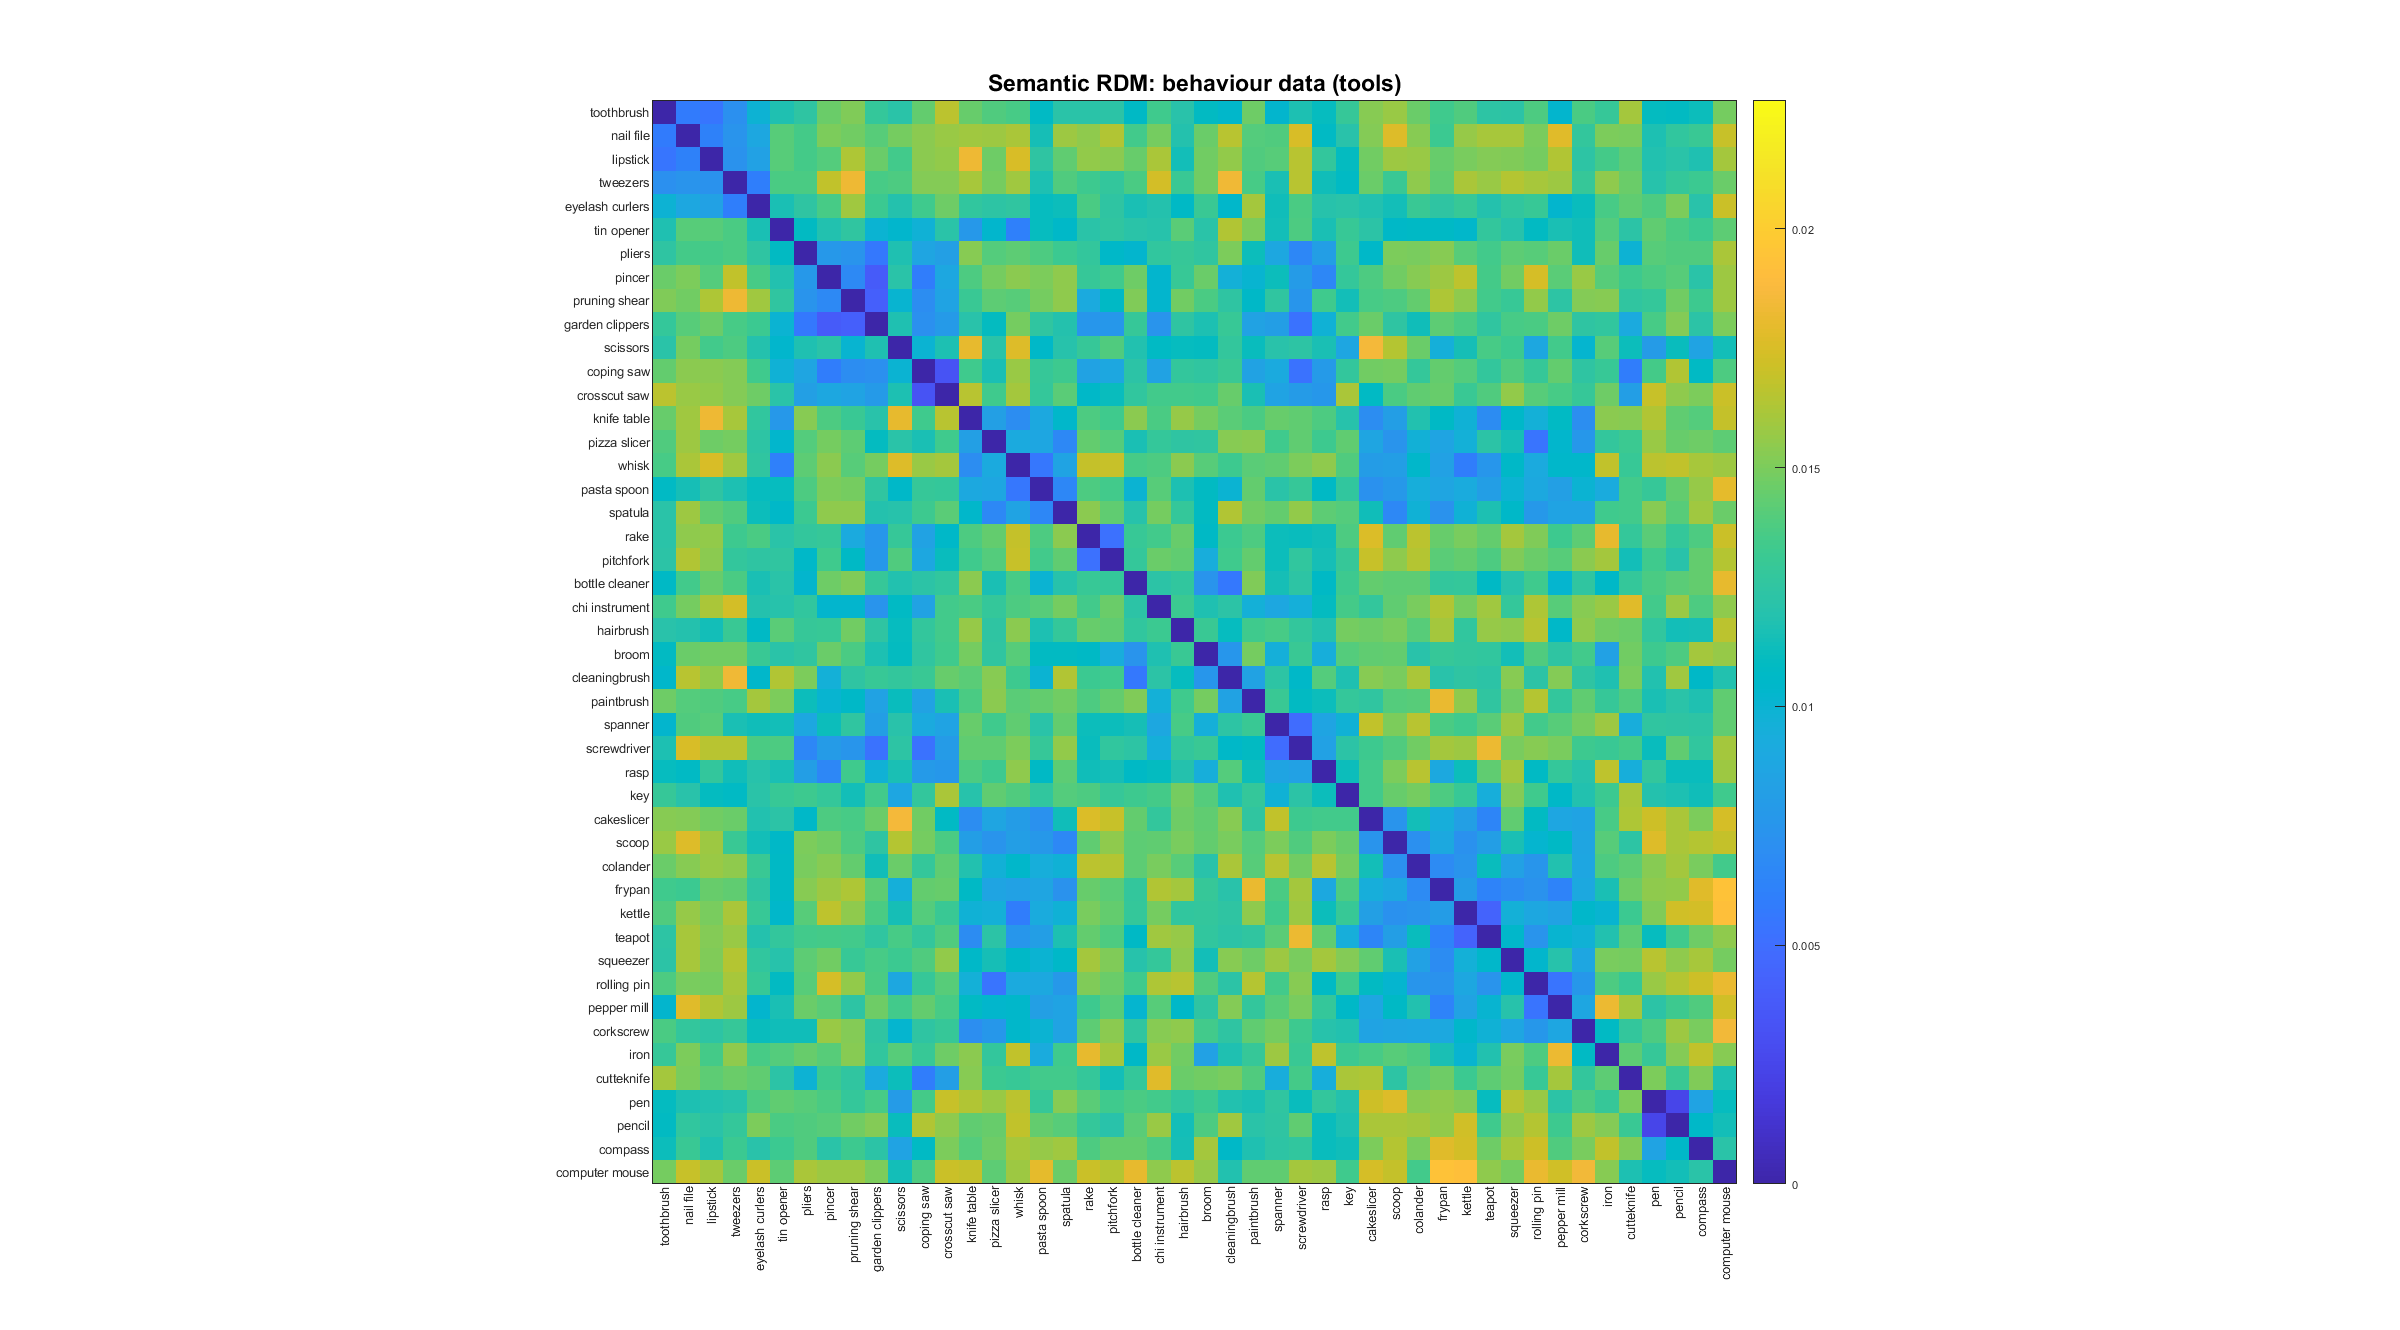 Semantic RDM: behaviour data (tools)
toothbrush
nail file
lipstick
tweezers
eyelash curlers
tin opener
pliers
pincer
pruning shear
garden clippers
scissors
coping saw
crosscut saw
knife table
pizza slicer
whisk
pasta spoon
spatula
rake
pitchfork
bottle cleaner
chi instrument
hairbrush
broom
cleaningbrush
paintbrush
spanner
screwdriver
rasp
key
cakeslicer
scoop
colander
frypan
kettle
teapot
squeezer
rolling pin
pepper mill
corkscrew
iron
cutteknife
pen
pencil
compass
computer mouse
toothbrush
nail file
lipstick
tweezers
eyelash curlers
tin opener
pliers
pincer
pruning shear
garden clippers
scissors
coping saw
crosscut saw
knife table
pizza slicer
whisk
pasta spoon
spatula
rake
pitchfork
bottle cleaner
chi instrument
hairbrush
broom
cleaningbrush
paintbrush
spanner
screwdriver
rasp
key
cakeslicer
scoop
colander
frypan
kettle
teapot
squeezer
rolling pin
pepper mill
corkscrew
iron
cutteknife
pen
pencil
compass
computer mouse
0.02
0.015
0.01
0.005
0